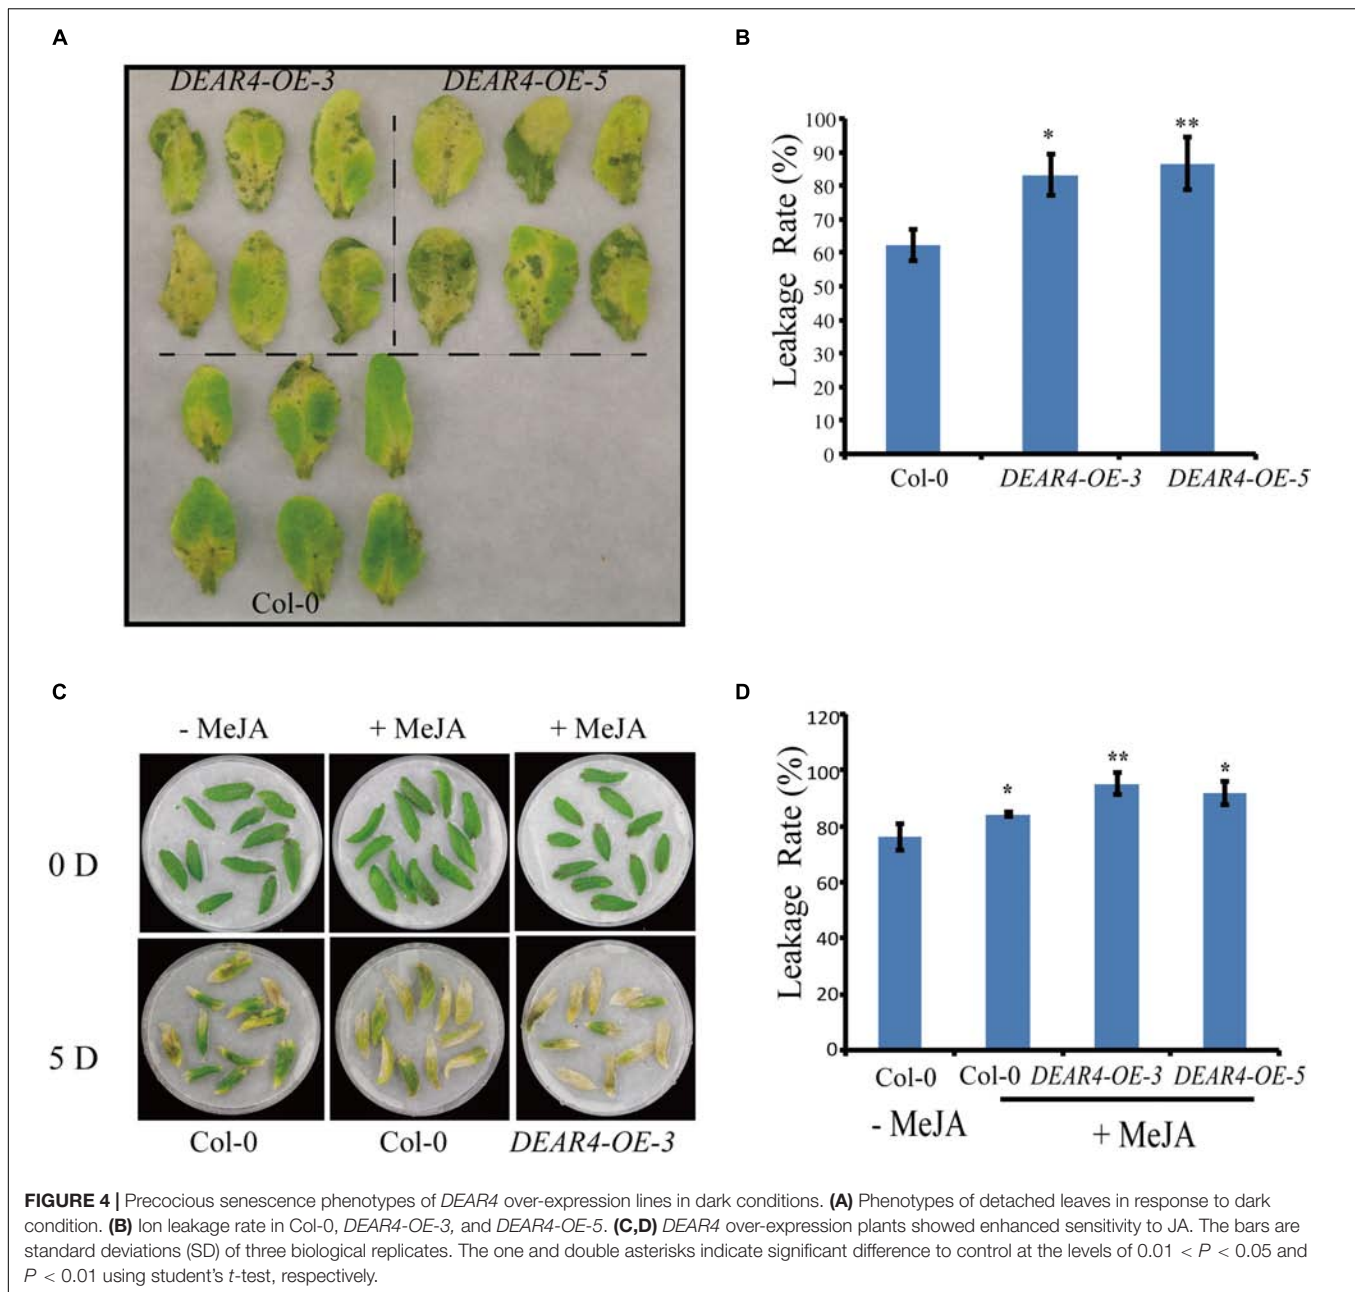 A
DEAR4-OE-3
DEAR4-OE-5
Col-0
B
Leakage Rate (%)
100
90
80
70
60
50
40
30
20
10
0
*
**
Col-0
DEAR4-OE-3
DEAR4-OE-5
C
- MeJA
+ MeJA
+ MeJA
0 D
5 D
Col-0
Col-0
DEAR4-OE-3
D
Leakage Rate (%)
120
100
80
60
40
20
0
*
**
*
Col-0
Col-0
DEAR4-OE-3
DEAR4-OE-5
- MeJA
+ MeJA
FIGURE 4 | Precocious senescence phenotypes of DEAR4 over-expression lines in dark conditions. (A) Phenotypes of detached leaves in response to dark
condition. (B) Ion leakage rate in Col-0, DEAR4-OE-3, and DEAR4-OE-5. (C,D) DEAR4 over-expression plants showed enhanced sensitivity to JA. The bars are
standard deviations (SD) of three biological replicates. The one and double asterisks indicate significant difference to control at the levels of 0.01 < P < 0.05 and
P < 0.01 using student's t-test, respectively.